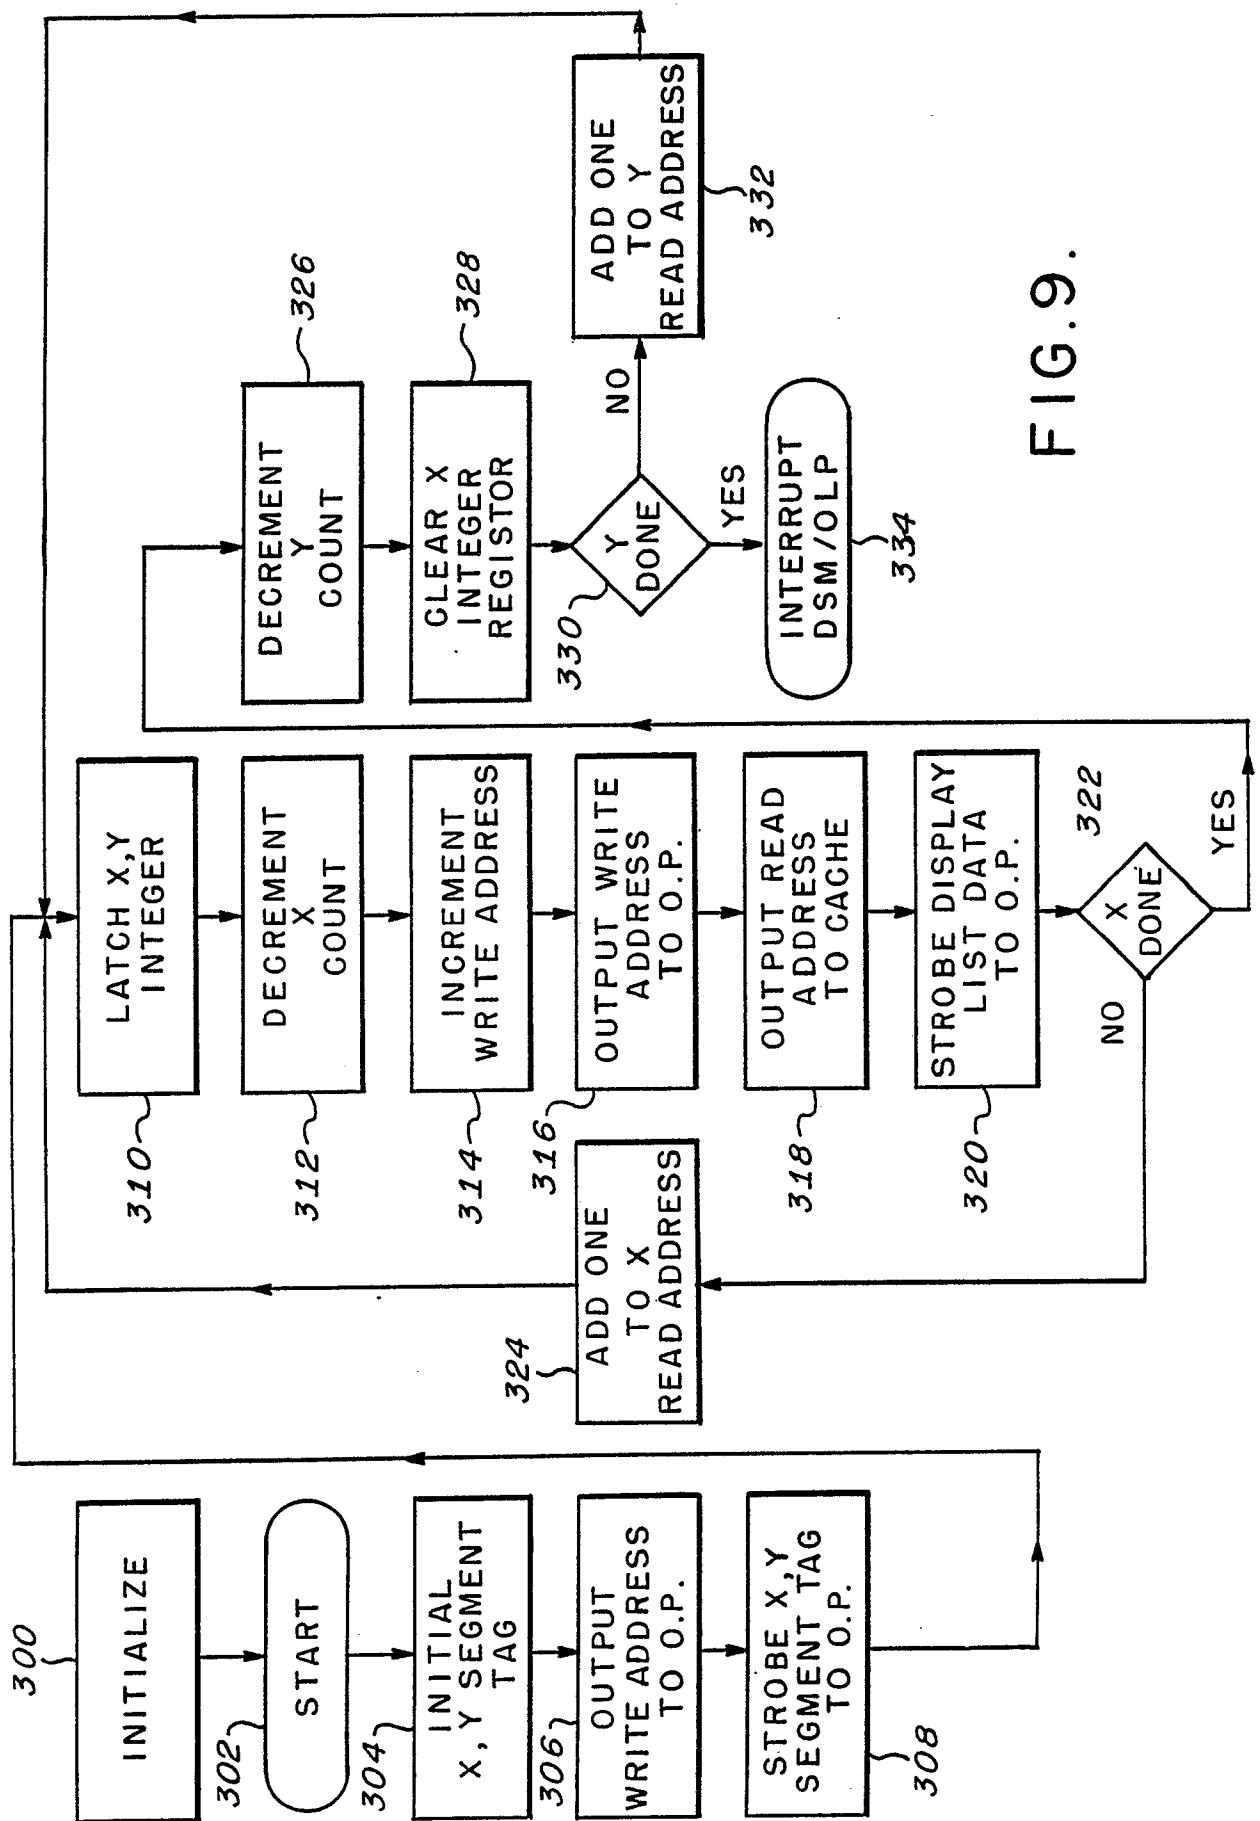 300
INITIALIZE
302
START
304
INITIAL
X, Y SEGMENT
TAG
306
OUTPUT
WRITE ADDRESS
TO O.P.
STROBE X,Y
SEGMENT TAG
TO O.P.
308
324
ADD ONE
TO X
READ ADDRESS
310
LATCH X,Y
INTEGER
312
DECREMENT
X
COUNT
314
INCREMENT
WRITE ADDRESS
316
OUTPUT WRITE
ADDRESS
TO O.P.
318
OUTPUT READ
ADDRESS
TO CACHE
320
STROBE DISPLAY
LIST DATA
TO O.P.
322
X
DONE
NO
YES
326
DECREMENT
Y
COUNT
328
CLEAR X
INTEGER
REGISTOR
330
Y
DONE
NO
YES
ADD ONE
TO Y
READ ADDRESS
332
INTERRUPT
DSM/OLP
334
FIG.9.